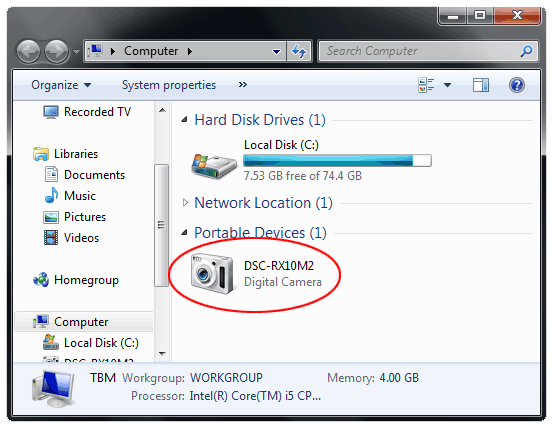 Computer
Search Computer
Organize
System properties
»
Recorded TV
Libraries
Documents
Music
Pictures
Videos
Homegroup
Computer
Local Disk (C:)
DSC-RX10M2
Hard Disk Drives (1)
Local Disk (C:)
7.53 GB free of 74.4 GB
Network Location (1)
Portable Devices (1)
DSC-RX10M2
Digital Camera
TBM Workgroup: WORKGROUP Memory: 4.00 GB
Processor: Intel(R) Core(TM) i5 CP...